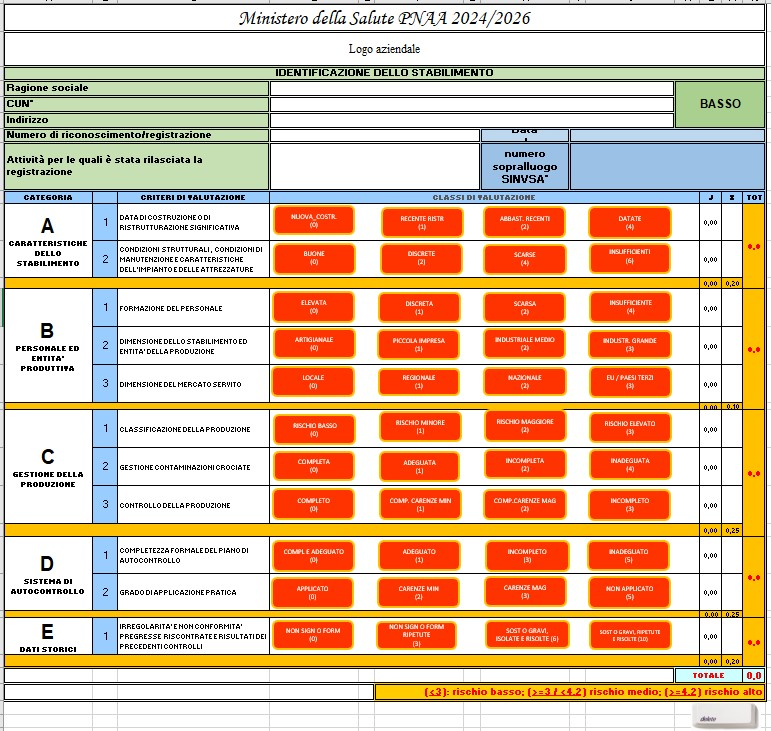 Ministero della Salute PNAA 2024/2026
Logo aziendale
IDENTIFICAZIONE DELLO STABILIMENTO
Ragione sociale
CUN°
BASSO
Indirizzo
Numero di riconoscimento/registrazione
Data
Attività per le quali è stata rilasciata la
registrazione
numero
sopralluogo
SINVSA°
CATEGORIA CRITERI DI VALUTAZIONE CLASSI DI VALUTAZIONE J X TOT
A
CARATTERISTICHE
DELLO
STABILIMENTO
1 DATA DI COSTRUZIONE O DI
RISTRUTTURAZIONE SIGNIFICATIVA
NUOVA_COSTR.
(0)
RECENTE RISTR
(1)
ABBAST. RECENTI
(2)
DATATE
(4)
0,00
2 CONDIZIONI STRUTTURALI, CONDIZIONI DI
MANUTENZIONE E CARATTERISTICHE
DELL'IMPIANTO E DELLE ATTREZZATURE
BUONE
(0)
DISCRETE
(2)
SCARSE
(4)
INSUFFICIENTI
(6)
0,00
0.0
0,00 0,20
B
PERSONALE ED
ENTITA'
PRODUTTIVA
1 FORMAZIONE DEL PERSONALE
ELEVATA
(0)
DISCRETA
(1)
SCARSA
(2)
INSUFFICIENTE
(4)
0,00
2 DIMENSIONE DELLO STABILIMENTO ED
ENTITA' DELLA PRODUZIONE
ARTIGIANALE
(0)
PICCOLA IMPRESA
(1)
INDUSTRIALE MEDIO
(2)
INDUSTR. GRANDE
(3)
0,00
0.0
3 DIMENSIONE DEL MERCATO SERVITO
LOCALE
(0)
REGIONALE
(1)
NAZIONALE
(2)
EU / PAESI TERZI
(3)
0,00
0,00 0,10
C
GESTIONE DELLA
PRODUZIONE
1 CLASSIFICAZIONE DELLA PRODUZIONE
RISCHIO BASSO
(0)
RISCHIO MINORE
(1)
RISCHIO MAGGIORE
(2)
RISCHIO ELEVATO
(3)
0,00
2 GESTIONE CONTAMINAZIONI CROCIATE
COMPLETA
(0)
ADEGUATA
(1)
INCOMPLETA
(2)
INADEGUATA
(4)
0,00
0.0
3 CONTROLLO DELLA PRODUZIONE
COMPLETO
(0)
COMP. CARENZE MIN
(1)
COMP.CARENZE MAG
(2)
INCOMPLETO
(3)
0,00
0,00 0,25
D
SISTEMA DI
AUTOCONTROLLO
1 COMPLETEZZA FORMALE DEL PIANO DI
AUTOCONTROLLO
COMPL E ADEGUATO
(0)
ADEGUATO
(1)
INCOMPLETO
(3)
INADEGUATO
(5)
0,00
2 GRADO DI APPLICAZIONE PRATICA
APPLICATO
(0)
CARENZE MIN
(2)
CARENZE MAG
(3)
NON APPLICATO
(5)
0,00
0.0
0,00 0,25
E
DATI STORICI
1 IRREGOLARITA' E NON CONFORMITA'
PREGRESSE RISCONTRATE E RISULTATI DEI
PRECEDENTI CONTROLLI
NON SIGN O FORM
(0)
NON SIGN O FORM
RIPETUTE
(3)
SOST O GRAVI,
ISOLATE E RISOLTE (6)
SOST O GRAVI, RIPETUTE
E RISOLTE (10)
0,00
0.0
0,00 0,20
TOTALE 0,0
(<3): rischio basso; (>=3 / <4.2) rischio medio; (>=4.2) rischio alto
delete